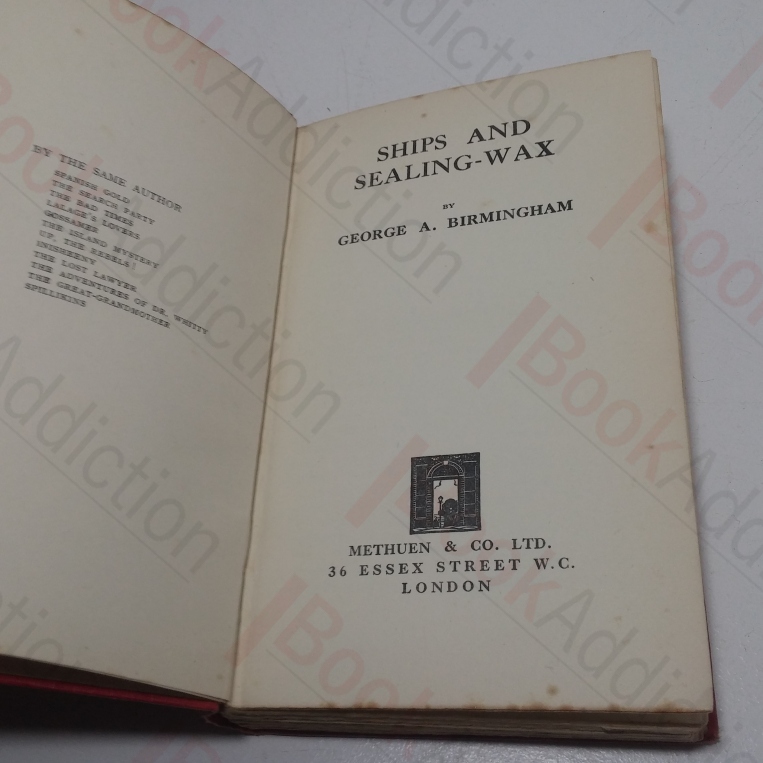 BY THE SAME AUTHOR
SPANISH GOLD
THE SEARCH PARTY
THE BAD TIMES
LALAGE'S LOVERS
GOSSAMER
THE ISLAND MYSTERY
UP, THE REBELS!
INISHEENY
THE LOST LAWYER
THE ADVENTURES OF DR. WHITTY
THE GREAT-GRANDMOTHER
SPILLIKINS
SHIPS AND
SEALING-WAX
BY
GEORGE A. BIRMINGHAM
METHUEN & CO. LTD.
36 ESSEX STREET W.C.
LONDON
BookAddiction